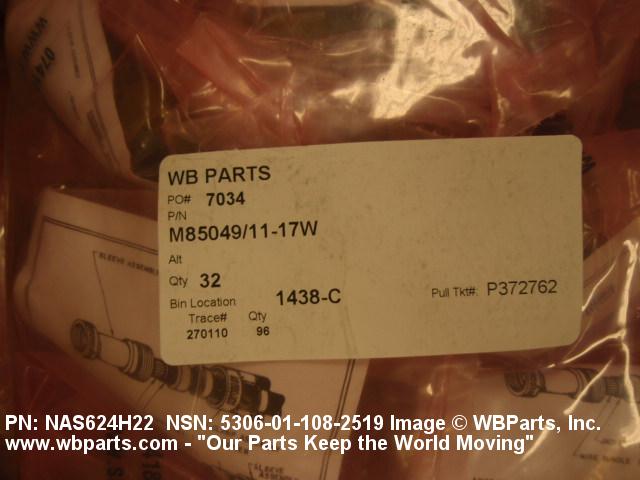 WB PARTS
PO# 7034
P/N
M85049/11-17W
Alt
Qty 32
Bin Location 1438-C Pull Tkt#: P372762
Trace# Qty
270110 96
SLEEVE ASSEMBLY
PN: NAS624H22 NSN: 5306-01-108-2519 Image © WBParts, Inc.
www.wbparts.com - "Our Parts Keep the World Moving"